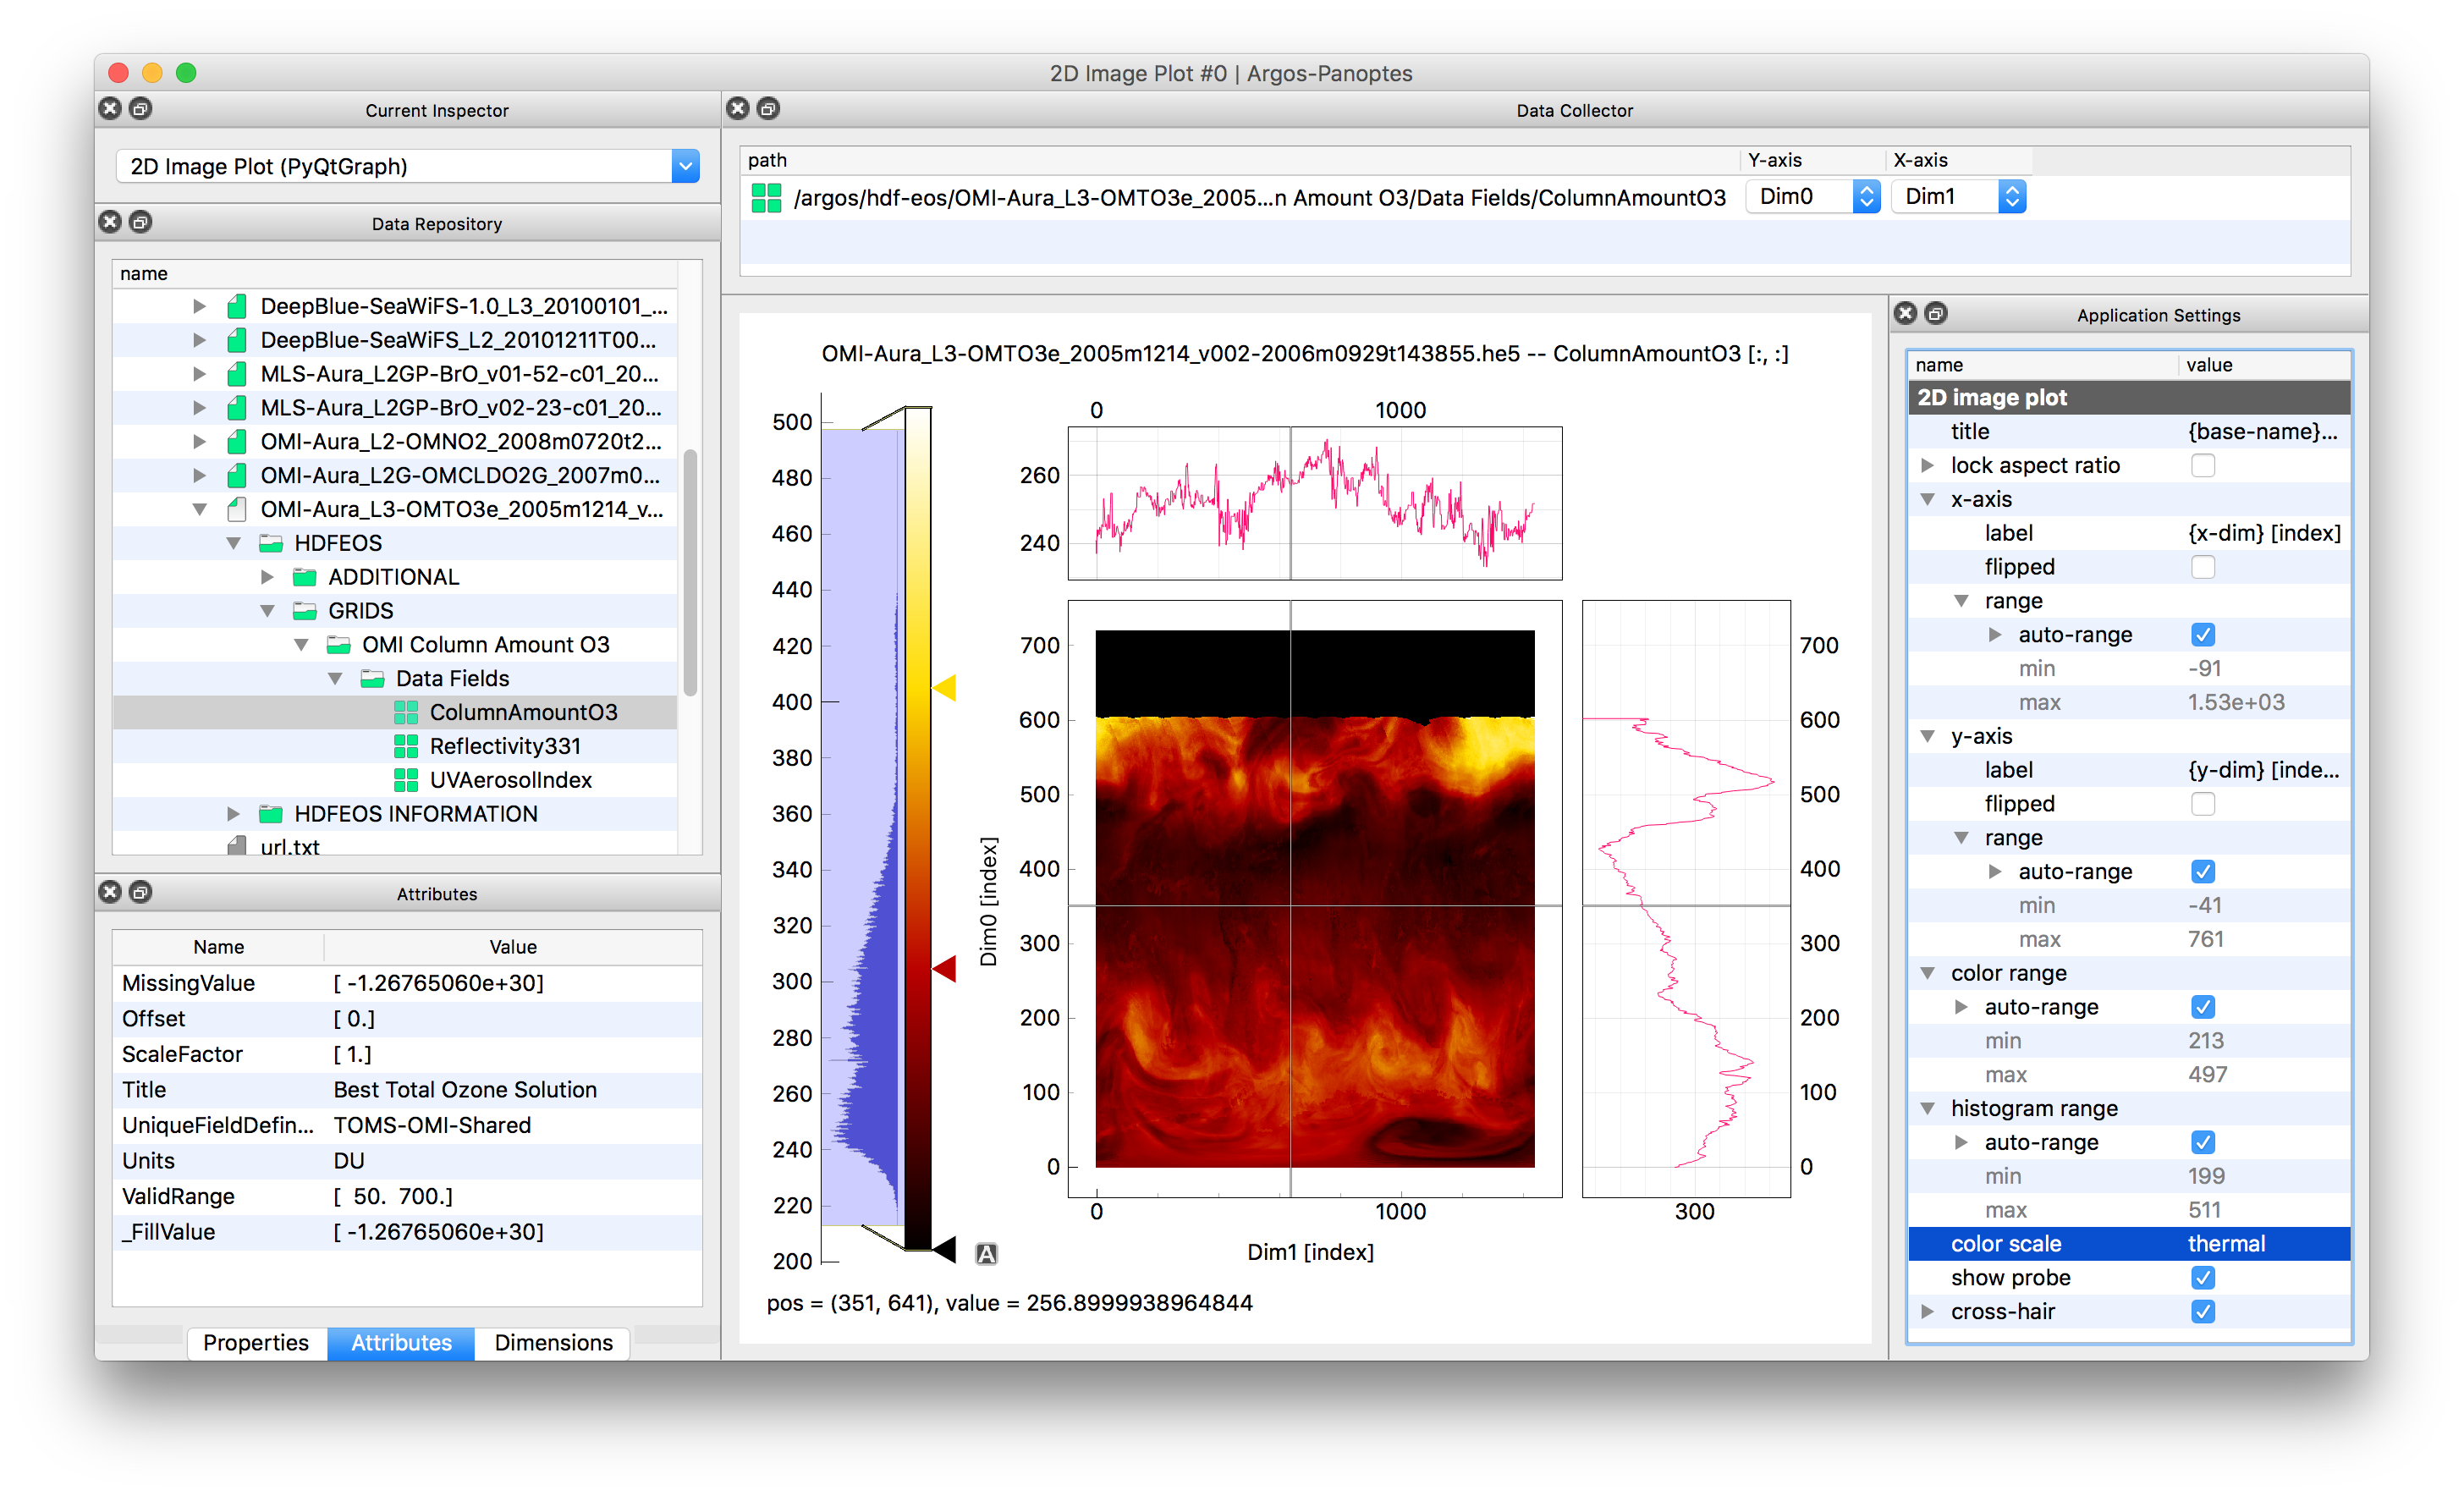 2D Image Plot #0 | Argos-Panoptes
Current Inspector
2D Image Plot (PyQtGraph)
Data Repository
name
DeepBlue-SeaWiFS-1.0_L3_20100101_...
DeepBlue-SeaWiFS_L2_20101211T00...
MLS-Aura_L2GP-BrO_v01-52-c01_20...
MLS-Aura_L2GP-BrO_v02-23-c01_20...
OMI-Aura_L2-OMNO2_2008m0720t2...
OMI-Aura_L2G-OMCLDO2G_2007m0...
OMI-Aura_L3-OMTO3e_2005m1214_v...
HDFEOS
ADDITIONAL
GRIDS
OMI Column Amount O3
Data Fields
ColumnAmountO3
Reflectivity331
UVAerosolIndex
HDFEOS INFORMATION
url.txt
Attributes
Name Value
MissingValue [ -1.26765060e+30]
Offset [ 0.]
ScaleFactor [ 1.]
Title Best Total Ozone Solution
UniqueFieldDefin... TOMS-OMI-Shared
Units DU
ValidRange [ 50. 700.]
_FillValue [ -1.26765060e+30]
Properties Attributes Dimensions
Data Collector
path Y-axis X-axis
/argos/hdf-eos/OMI-Aura_L3-OMTO3e_2005...n Amount O3/Data Fields/ColumnAmountO3 Dim0 Dim1
OMI-Aura_L3-OMTO3e_2005m1214_v002-2006m0929t143855.he5 -- ColumnAmountO3 [:, :]
500
480
460
440
420
400
380
360
340
320
300
280
260
240
220
200
A
0 1000
260
240
700
600
500
400
300
200
100
0
Dim0 [index]
0 1000
Dim1 [index]
700
600
500
400
300
200
100
0
300
pos = (351, 641), value = 256.8999938964844
Application Settings
name value
2D image plot
title {base-name}...
lock aspect ratio
x-axis
label {x-dim} [index]
flipped
range
auto-range
min -91
max 1.53e+03
y-axis
label {y-dim} [inde...
flipped
range
auto-range
min -41
max 761
color range
auto-range
min 213
max 497
histogram range
auto-range
min 199
max 511
color scale thermal
show probe
cross-hair